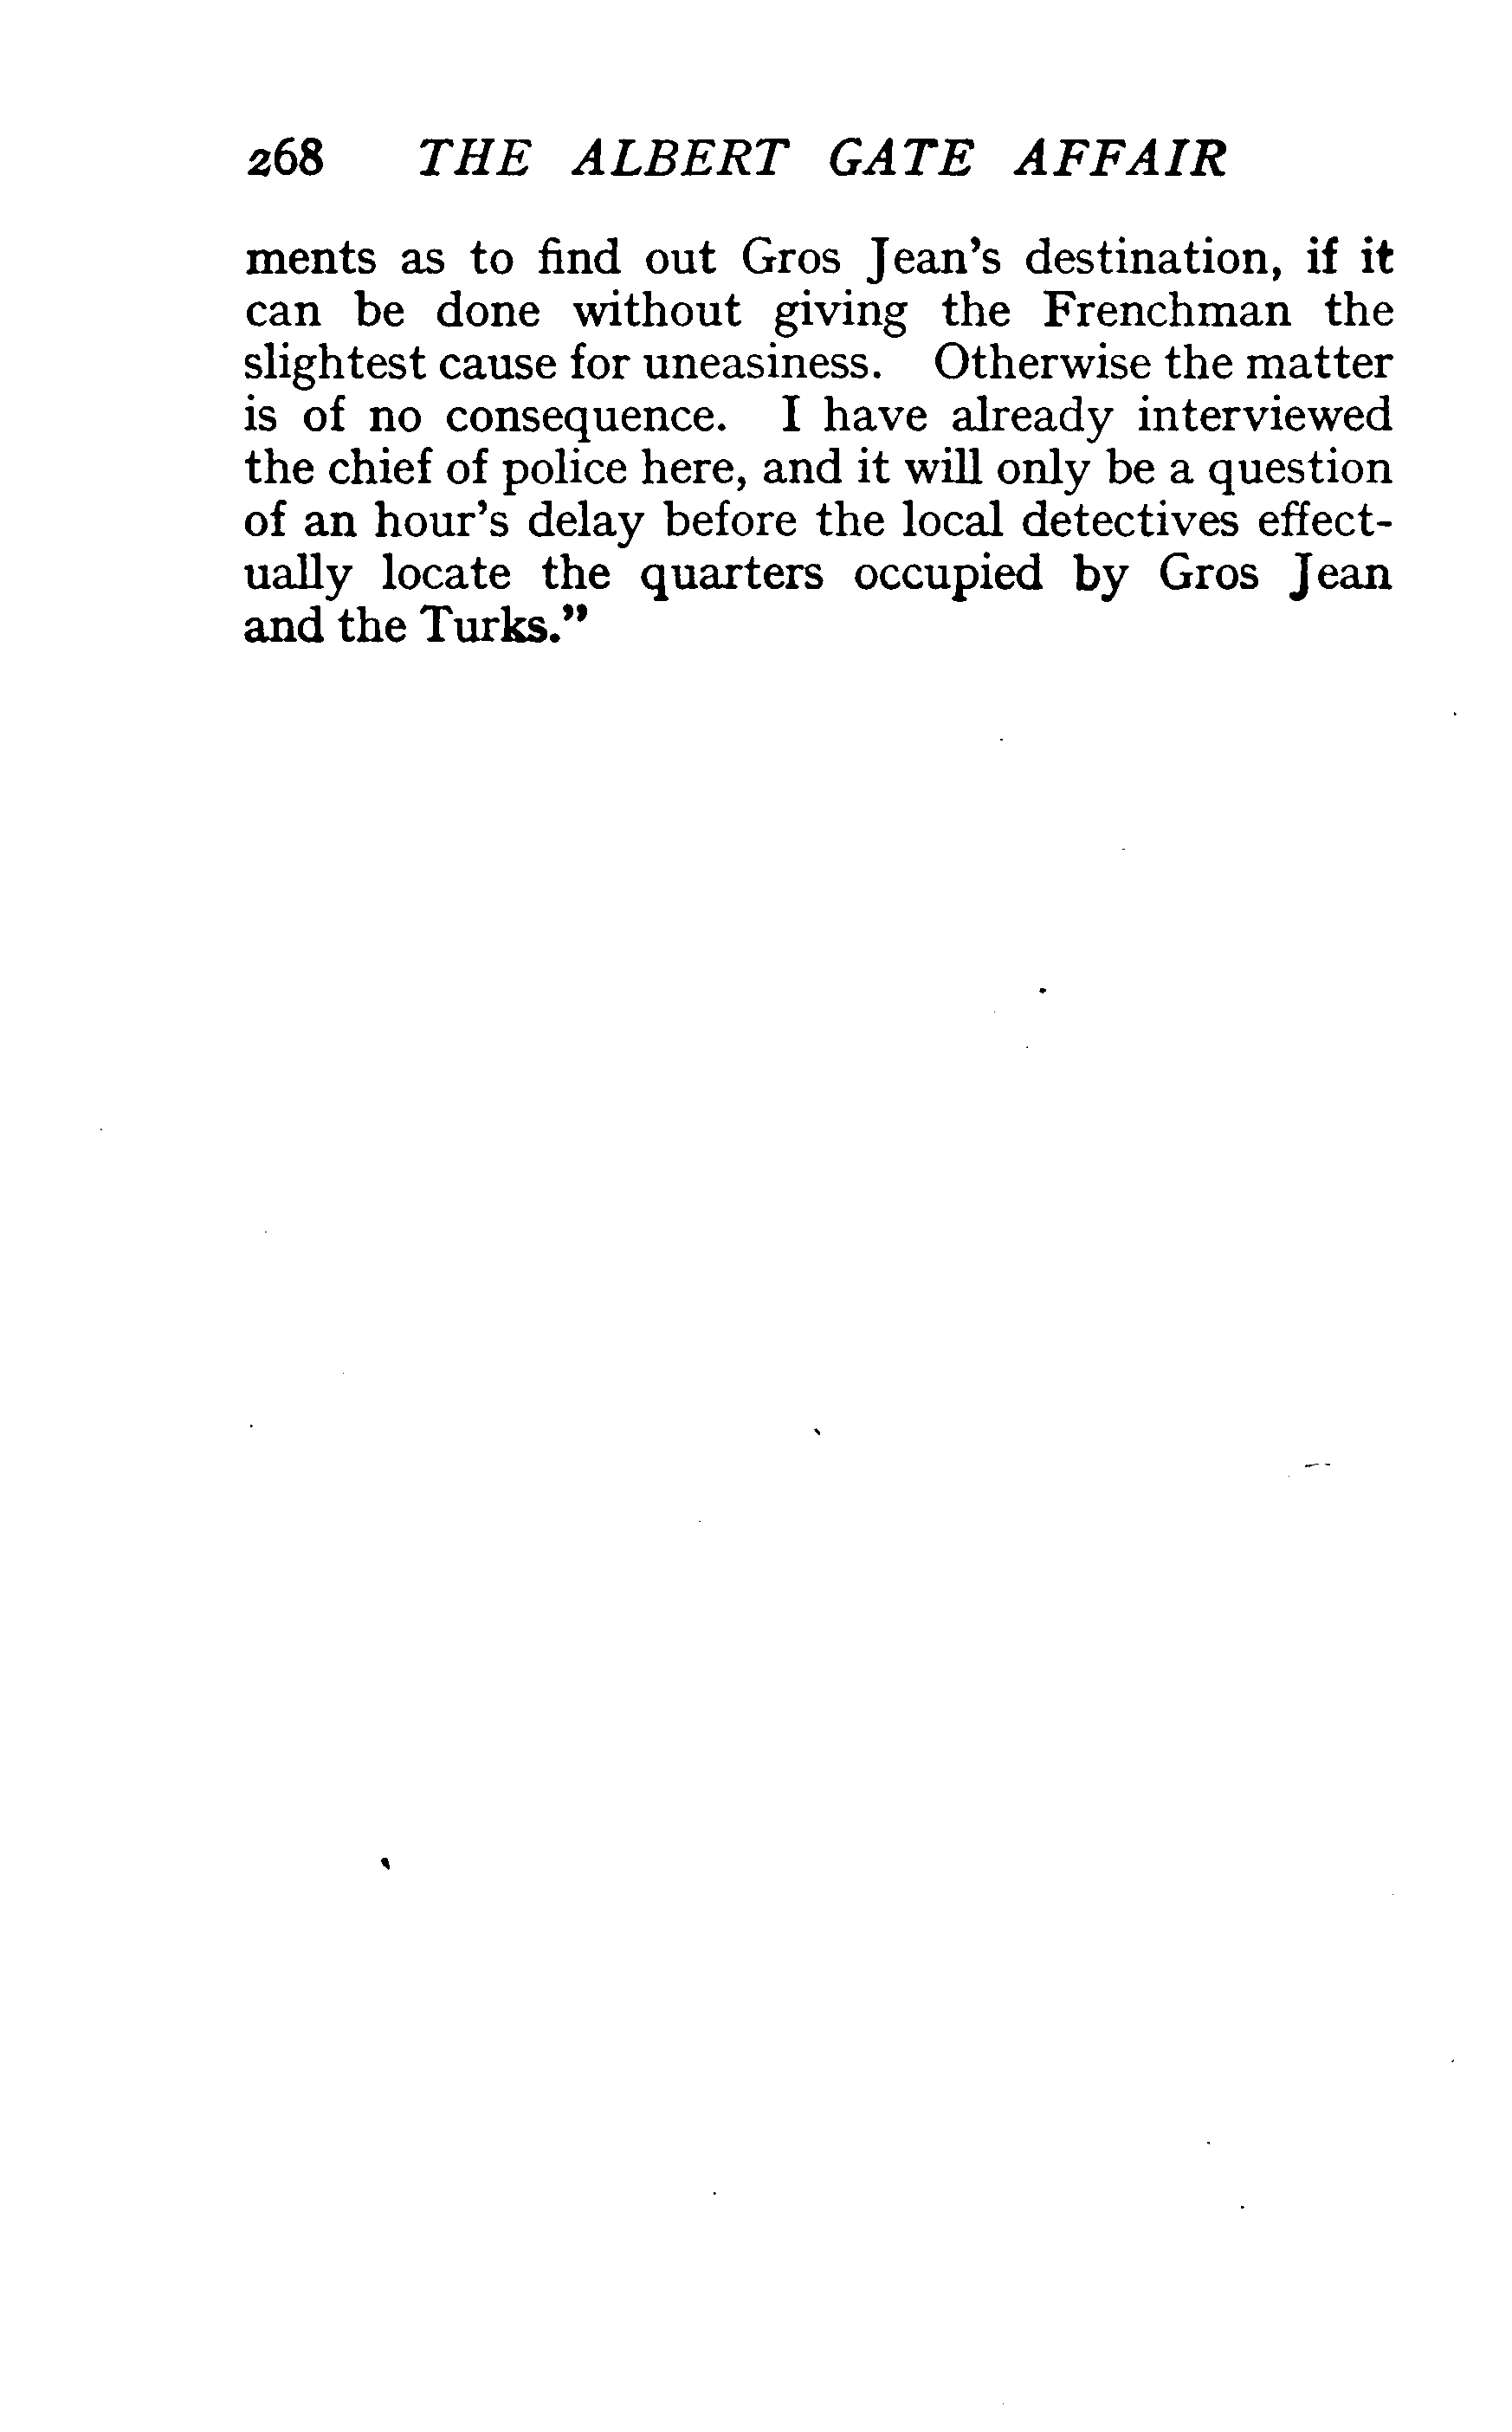 268 THE ALBERT GATE AFFAIR
ments as to find out Gros Jean's destination, if it
can be done without giving the Frenchman the
slightest cause for uneasiness. Otherwise the matter
is of no consequence. I have already interviewed
the chief of police here, and it will only be a question
of an hour's delay before the local detectives effect-
ually locate the quarters occupied by Gros Jean
and the Turks."